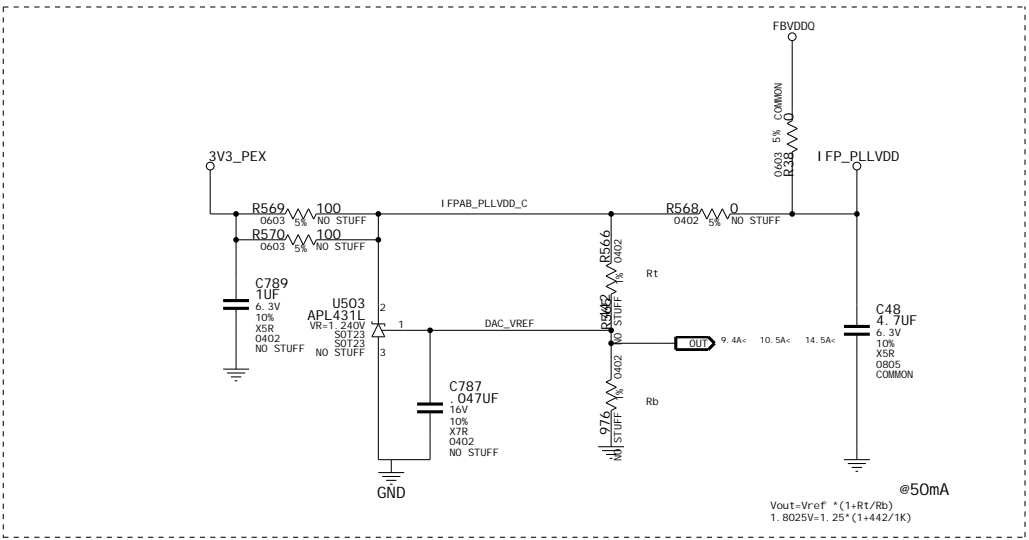 FBVDDQ
0603 5% COMMON
R38 0
3V3_PEX
IFP_PLLVDD
R569 100
0603 5% NO STUFF
IFPAB_PLLVDD_C
R568 0
0402 5% NO STUFF
R570 100
0603 5% NO STUFF
R566
0402
1%
NO STUFF
Rt
C789
1UF
6.3V
10%
X5R
0402
NO STUFF
U503
APL431L
VR=1.240V
SOT23
SOT23
NO STUFF
2
1
3
DAC_VREF
OUT 9.4A< 10.5A< 14.5A<
C48
4.7UF
6.3V
10%
X5R
0805
COMMON
C787
.047UF
16V
10%
X7R
0402
NO STUFF
0402
1%
976
NO STUFF
Rb
GND
@50mA
Vout=Vref *(1+Rt/Rb)
1.8025V=1.25*(1+442/1K)